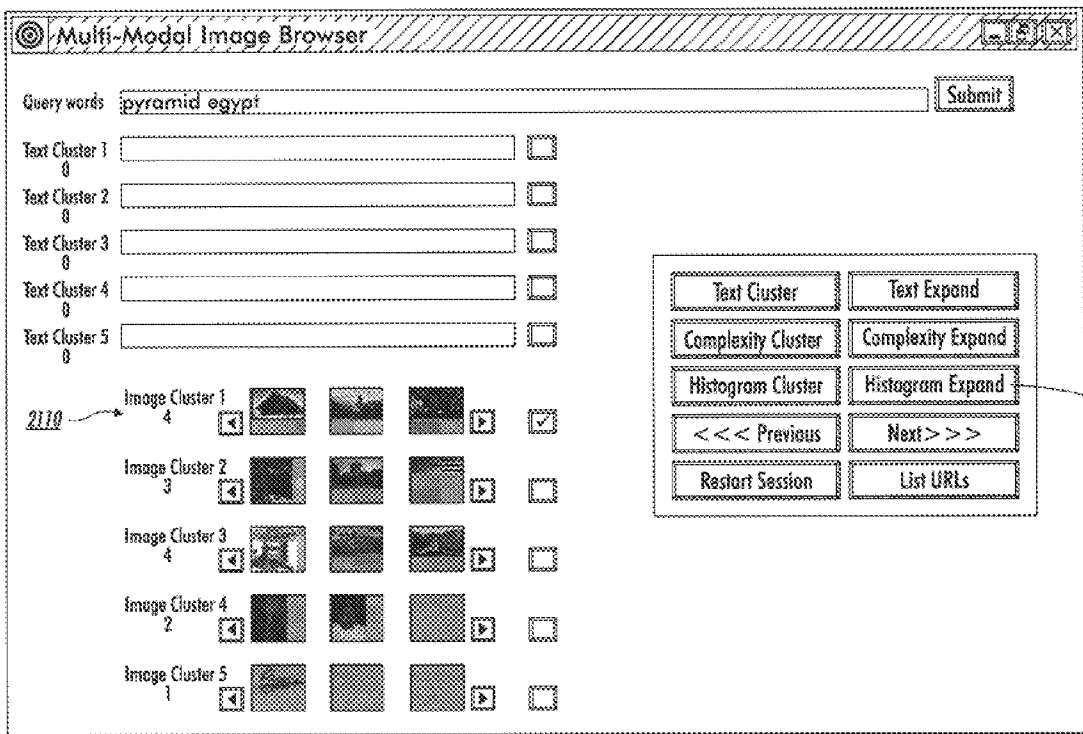 Multi-Modal Image Browser
Query words pyramid egypt Submit
Text Cluster 1
0
Text Cluster 2
0
Text Cluster 3
0
Text Cluster 4
0
Text Cluster 5
0
Text Cluster Text Expand
Complexity Cluster Complexity Expand
Histogram Cluster Histogram Expand
<<< Previous Next>>>
Restart Session List URLs
2110
Image Cluster 1
4
Image Cluster 2
3
Image Cluster 3
4
Image Cluster 4
2
Image Cluster 5
1